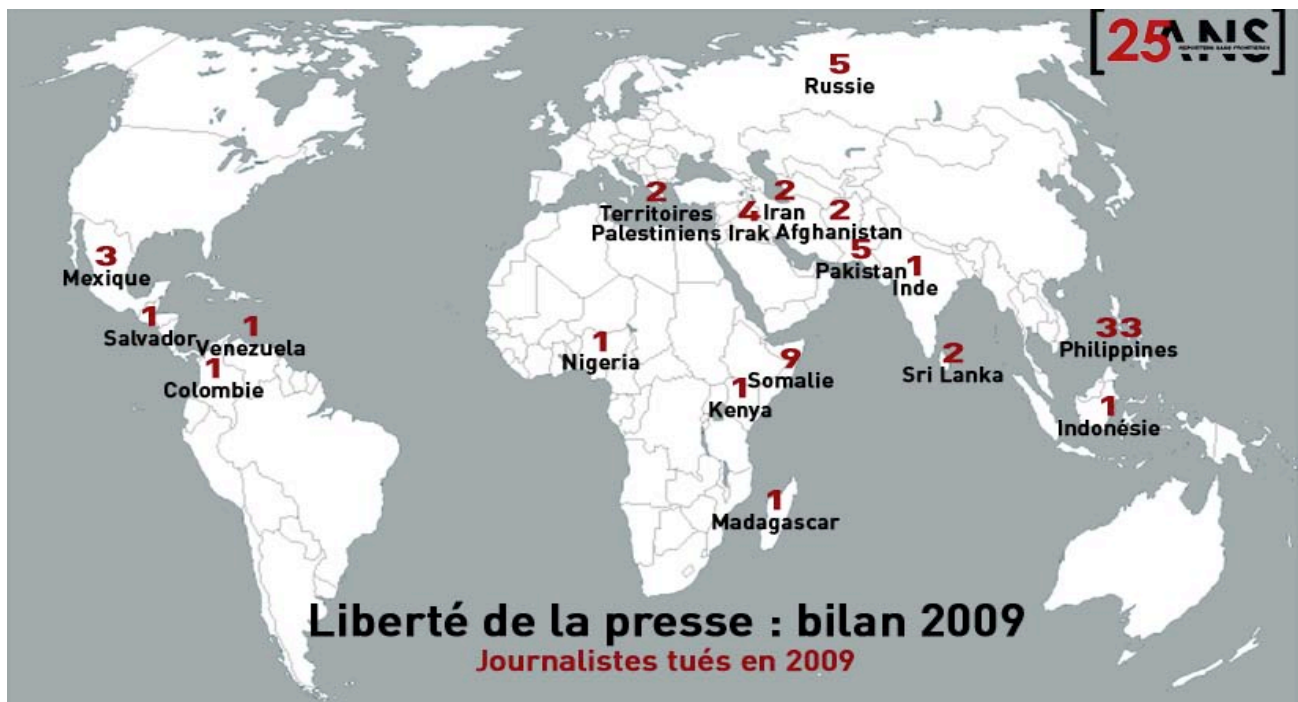 [25 ANS]
REPORTERS SANS FRONTIÈRES
5
Russie
2
Territoires
Palestiniens
4
Irak
2
Iran
2
Afghanistan
5
Pakistan
1
Inde
3
Mexique
1
Salvador
1
Venezuela
1
Colombie
1
Nigeria
9
Somalie
1
Kenya
2
Sri Lanka
33
Philippines
1
Indonésie
1
Madagascar
Liberté de la presse : bilan 2009
Journalistes tués en 2009